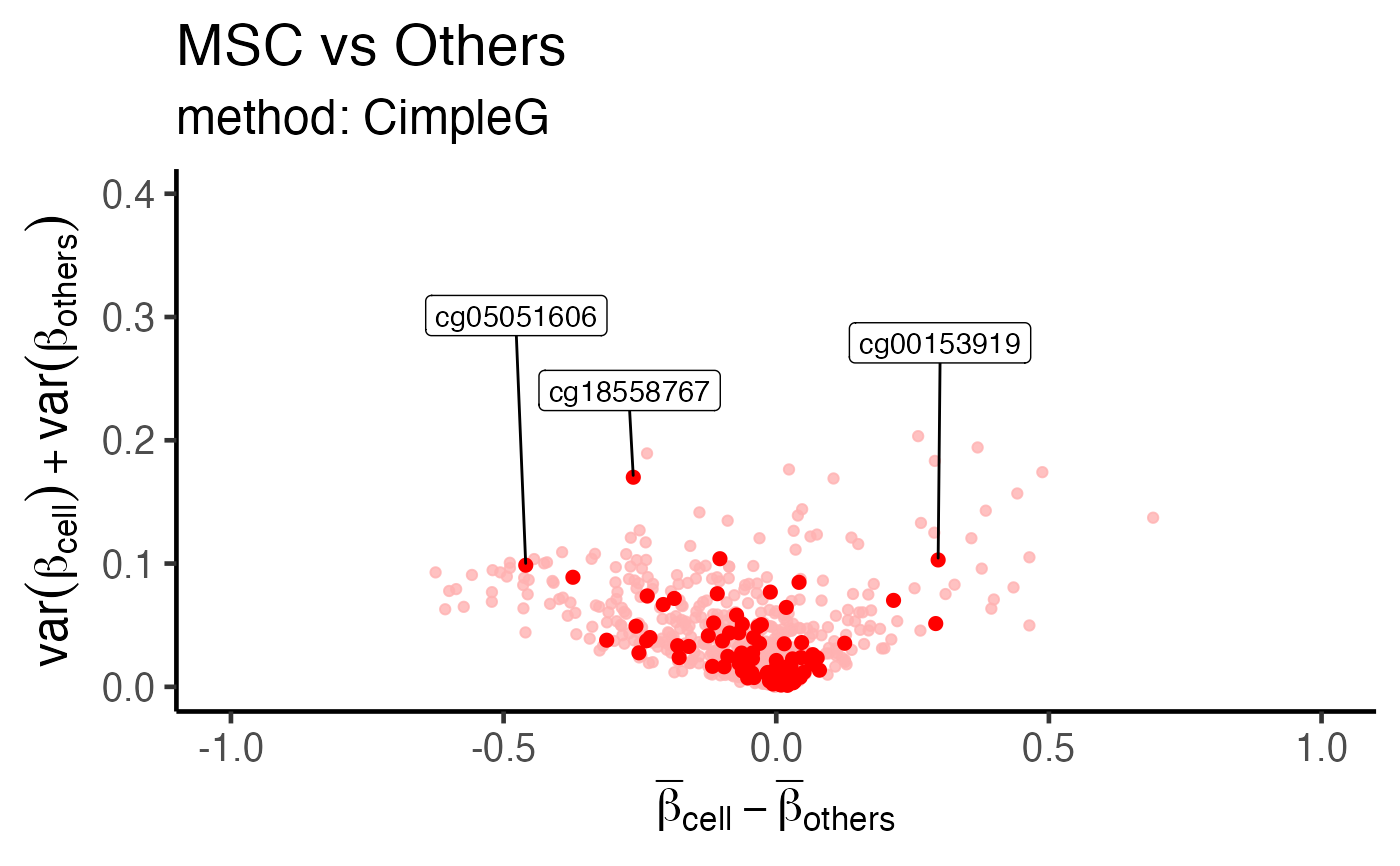 MSC vs Others
method: CimpleG
var(βcell) + var(βothers)
0.4
0.3
0.2
0.1
0.0
cg05051606
cg00153919
cg18558767
-1.0 -0.5 0.0 0.5 1.0
β̅cell − β̅others